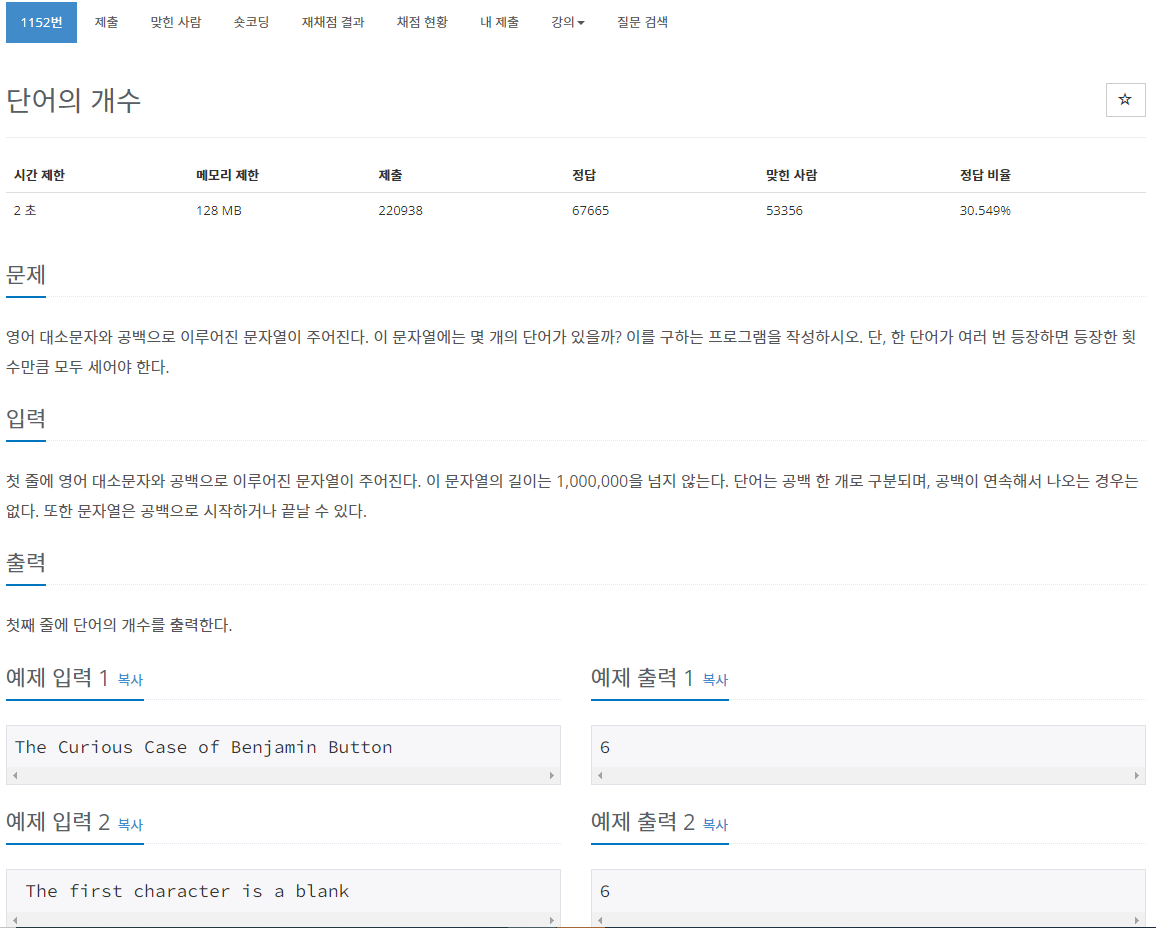 1152번 제출 맞힌 사람 숏코딩 재채점 결과 채점 현황 내 제출 강의 질문 검색
단어의 개수
시간 제한 메모리 제한 제출 정답 맞힌 사람 정답 비율
2 초 128 MB 220938 67665 53356 30.549%
문제
영어 대소문자와 공백으로 이루어진 문자열이 주어진다. 이 문자열에는 몇 개의 단어가 있을까? 이를 구하는 프로그램을 작성하시오. 단, 한 단어가 여러 번 등장하면 등장한 횟
수만큼 모두 세어야 한다.
입력
첫 줄에 영어 대소문자와 공백으로 이루어진 문자열이 주어진다. 이 문자열의 길이는 1,000,000을 넘지 않는다. 단어는 공백 한 개로 구분되며, 공백이 연속해서 나오는 경우는
없다. 또한 문자열은 공백으로 시작하거나 끝날 수 있다.
출력
첫째 줄에 단어의 개수를 출력한다.
예제 입력 1 복사
The Curious Case of Benjamin Button
예제 출력 1 복사
6
예제 입력 2 복사
The first character is a blank
예제 출력 2 복사
6